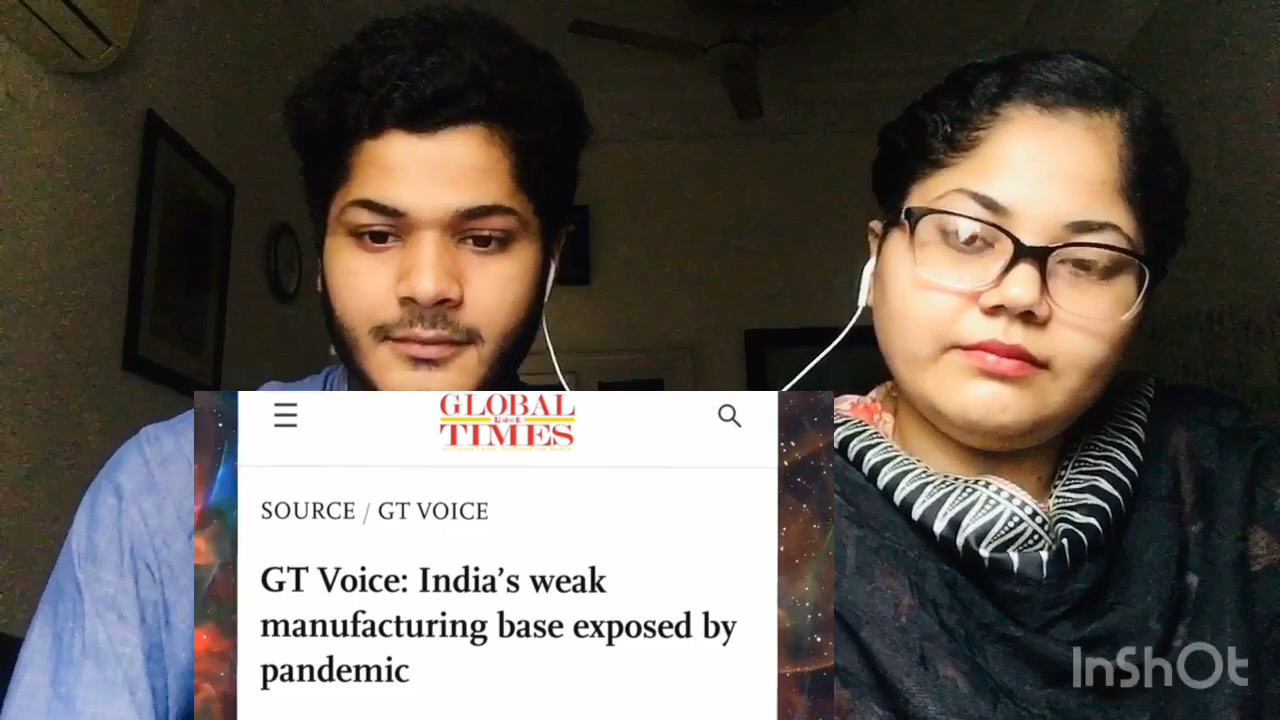 GLOBAL
TIMES
SOURCE / GT VOICE
GT Voice: India's weak
manufacturing base exposed by
pandemic
InShOt